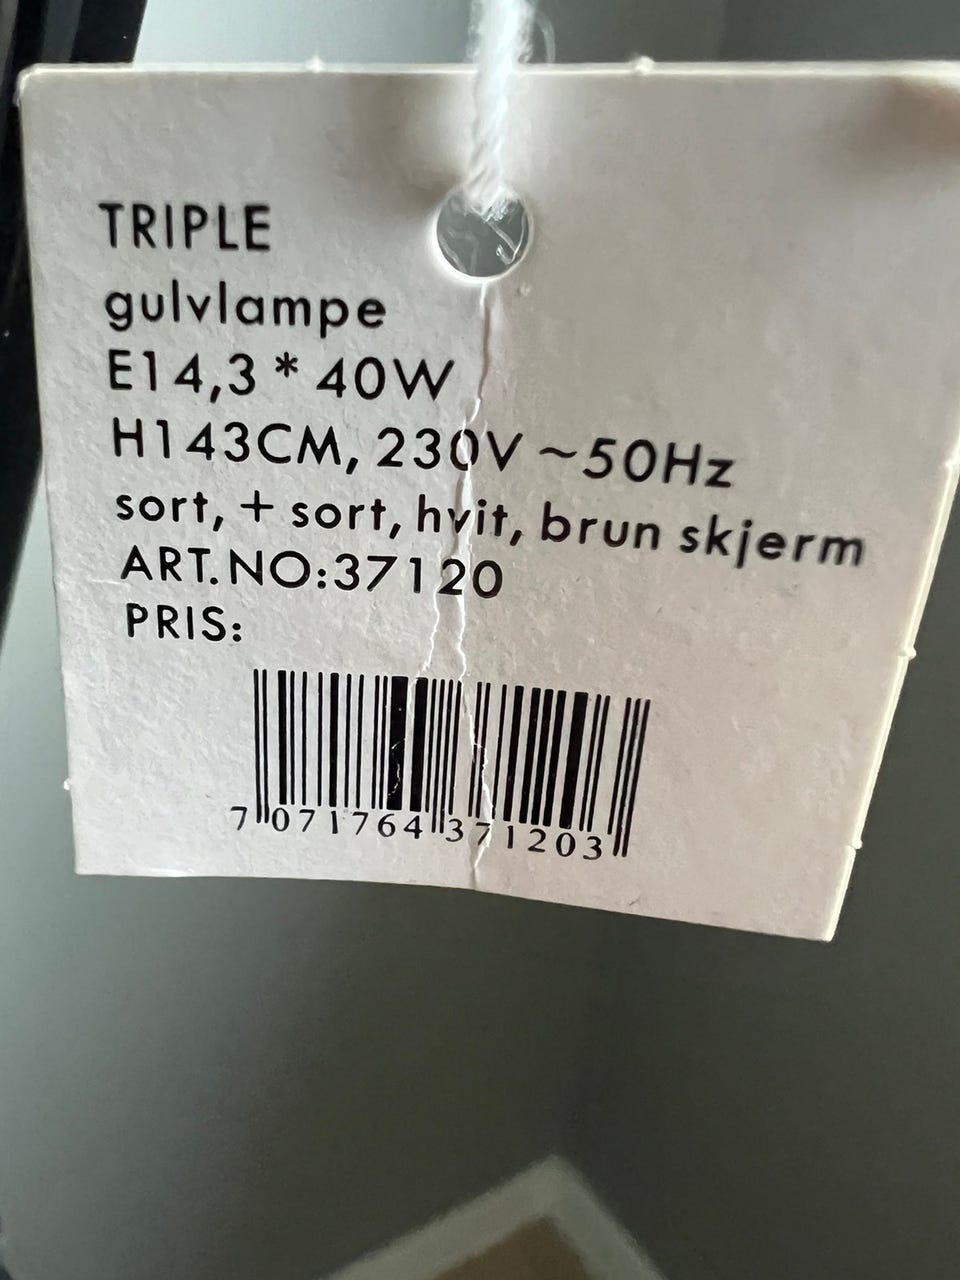 TRIPLE
gulvlampe
E14,3 * 40W
H143CM, 230V ~50Hz
sort, + sort, hvit, brun skjerm
ART.NO:37120
PRIS:
7 071764 371203